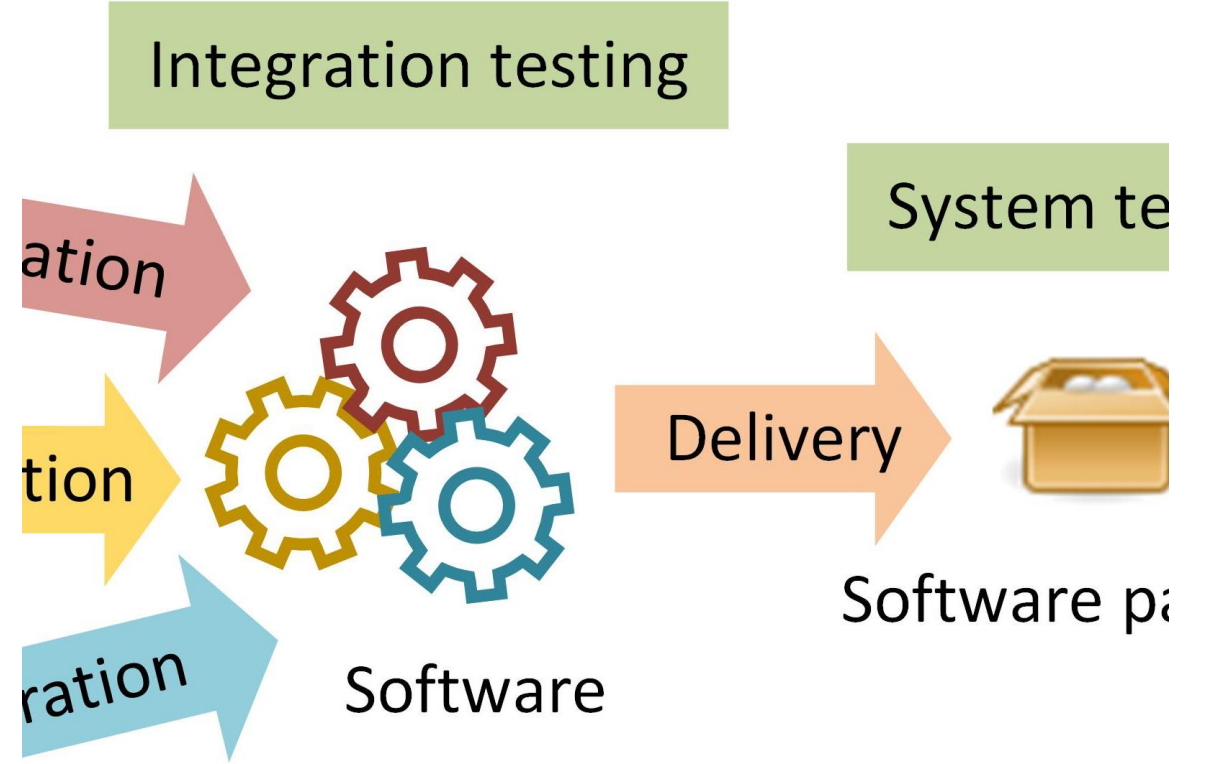 Integration testing
System te
ation
tion
Delivery
ration
Software
Software pa